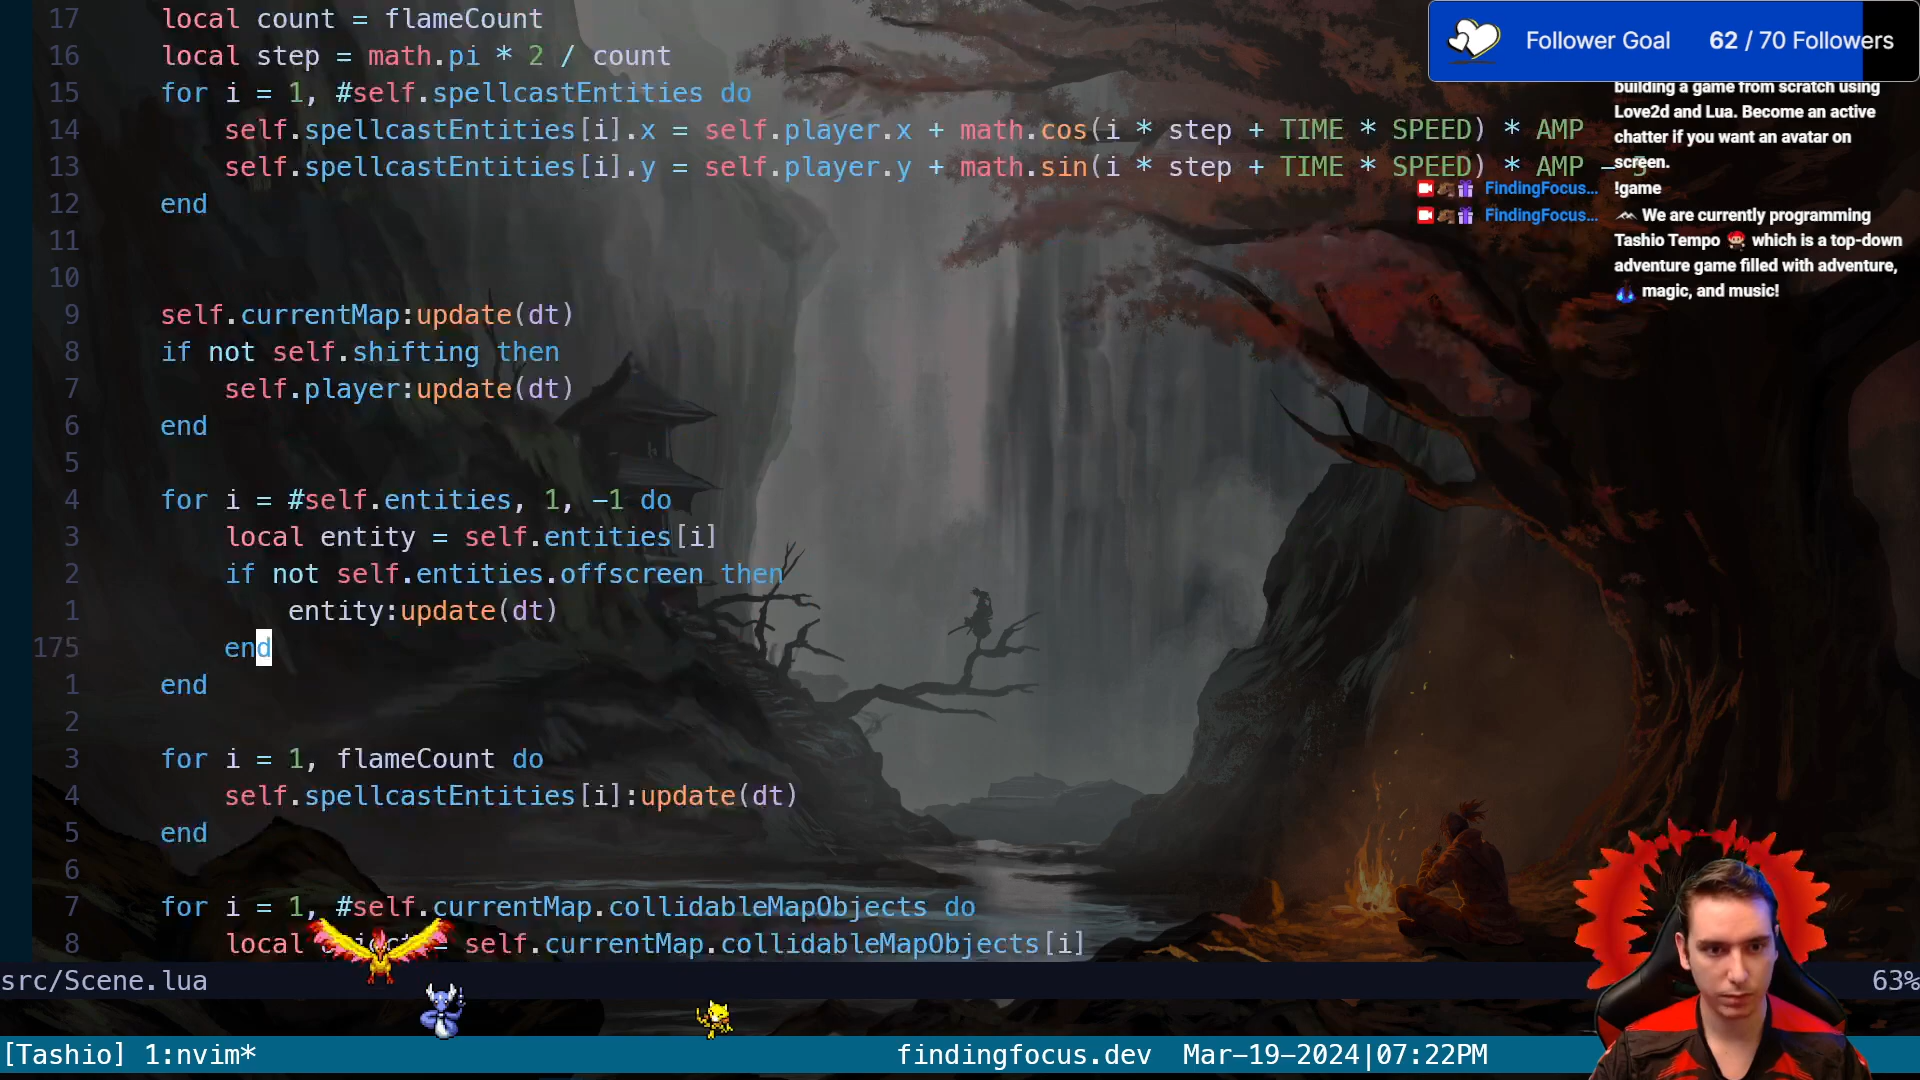 17 local count = flameCount
16 local step = math.pi * 2 / count
15 for i = 1, #self.spellcastEntities do
14 self.spellcastEntities[i].x = self.player.x + math.cos(i * step + TIME * SPEED) * AMP
13 self.spellcastEntities[i].y = self.player.y + math.sin(i * step + TIME * SPEED) * AMP - 5
12 end
11
10
9 self.currentMap:update(dt)
8 if not self.shifting then
7 self.player:update(dt)
6 end
5
4 for i = #self.entities, 1, -1 do
3 local entity = self.entities[i]
2 if not self.entities.offscreen then
1 entity:update(dt)
175 end
1 end
2
3 for i = 1, flameCount do
4 self.spellcastEntities[i]:update(dt)
5 end
6
7 for i = 1, #self.currentMap.collidableMapObjects do
8 local = self.currentMap.collidableMapObjects[i]
src/Scene.lua 63%
[Tashio] 1:nvim* findingfocus.dev Mar-19-2024|07:22PM
Follower Goal 62 / 70 Followers
building a game from scratch using
Love2d and Lua. Become an active
chatter if you want an avatar on
screen.
FindingFocus... !game
FindingFocus... We are currently programming
Tashio Tempo which is a top-down
adventure game filled with adventure,
magic, and music!